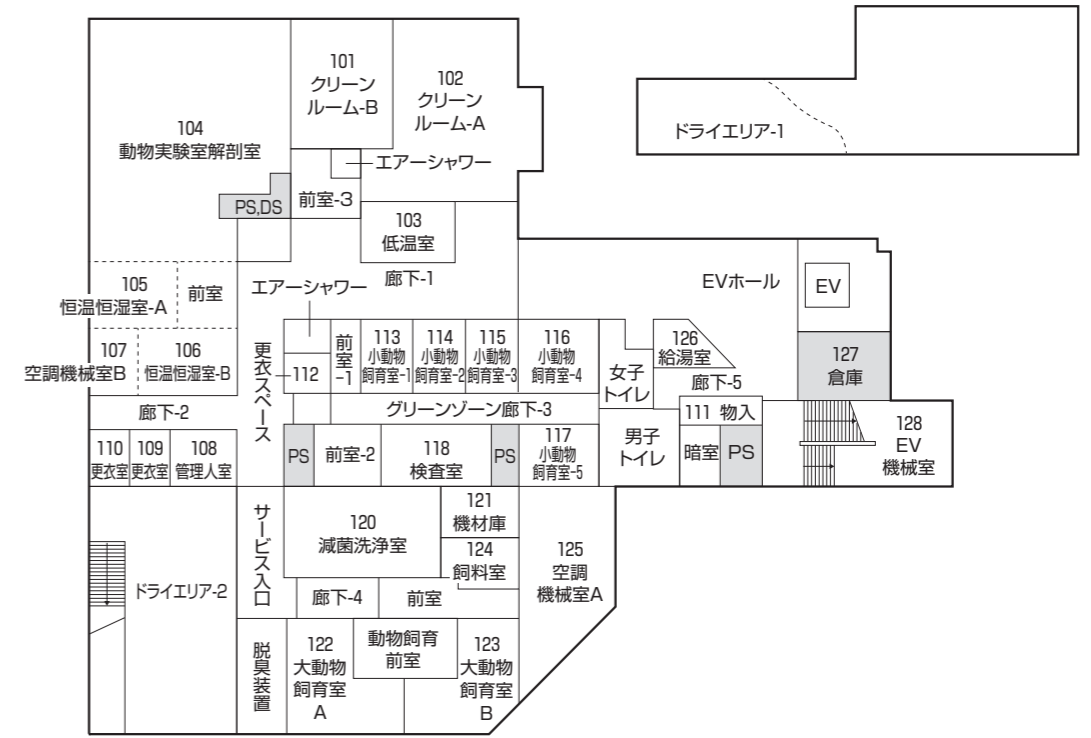 101
クリーン
ルーム-B
102
クリーン
ルーム-A
104
動物実験室解剖室
エアーシャワー
前室-3
PS,DS
103
低温室
ドライエリア-1
廊下-1
EVホール
EV
105
恒温恒湿室-A
前室
エアーシャワー
107
空調機械室B
106
恒温恒湿室-B
更衣スペース
112
前室-1
113
小動物
飼育室-1
114
小動物
飼育室-2
115
小動物
飼育室-3
116
小動物
飼育室-4
女子
トイレ
126
給湯室
廊下-5
127
倉庫
廊下-2
グリーンゾーン廊下-3
111 物入
110
更衣室
109
更衣室
108
管理人室
PS
前室-2
118
検査室
PS
117
小動物
飼育室-5
男子
トイレ
暗室
PS
128
EV
機械室
サービス入口
120
減菌洗浄室
121
機材庫
124
飼料室
125
空調
機械室A
ドライエリア-2
廊下-4
前室
脱臭装置
122
大動物
飼育室
A
動物飼育
前室
123
大動物
飼育室
B